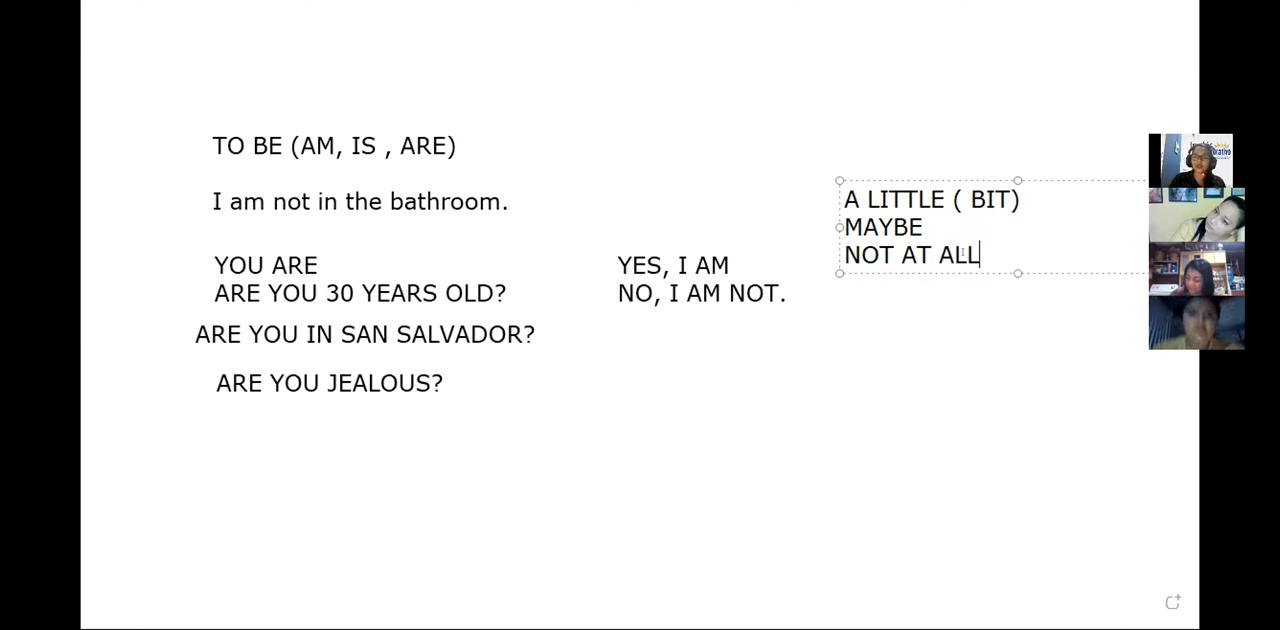 TO BE (AM, IS , ARE)
I am not in the bathroom.
YOU ARE
ARE YOU 30 YEARS OLD?
ARE YOU IN SAN SALVADOR?
ARE YOU JEALOUS?
YES, I AM
NO, I AM NOT.
A LITTLE ( BIT)
MAYBE
NOT AT ALL